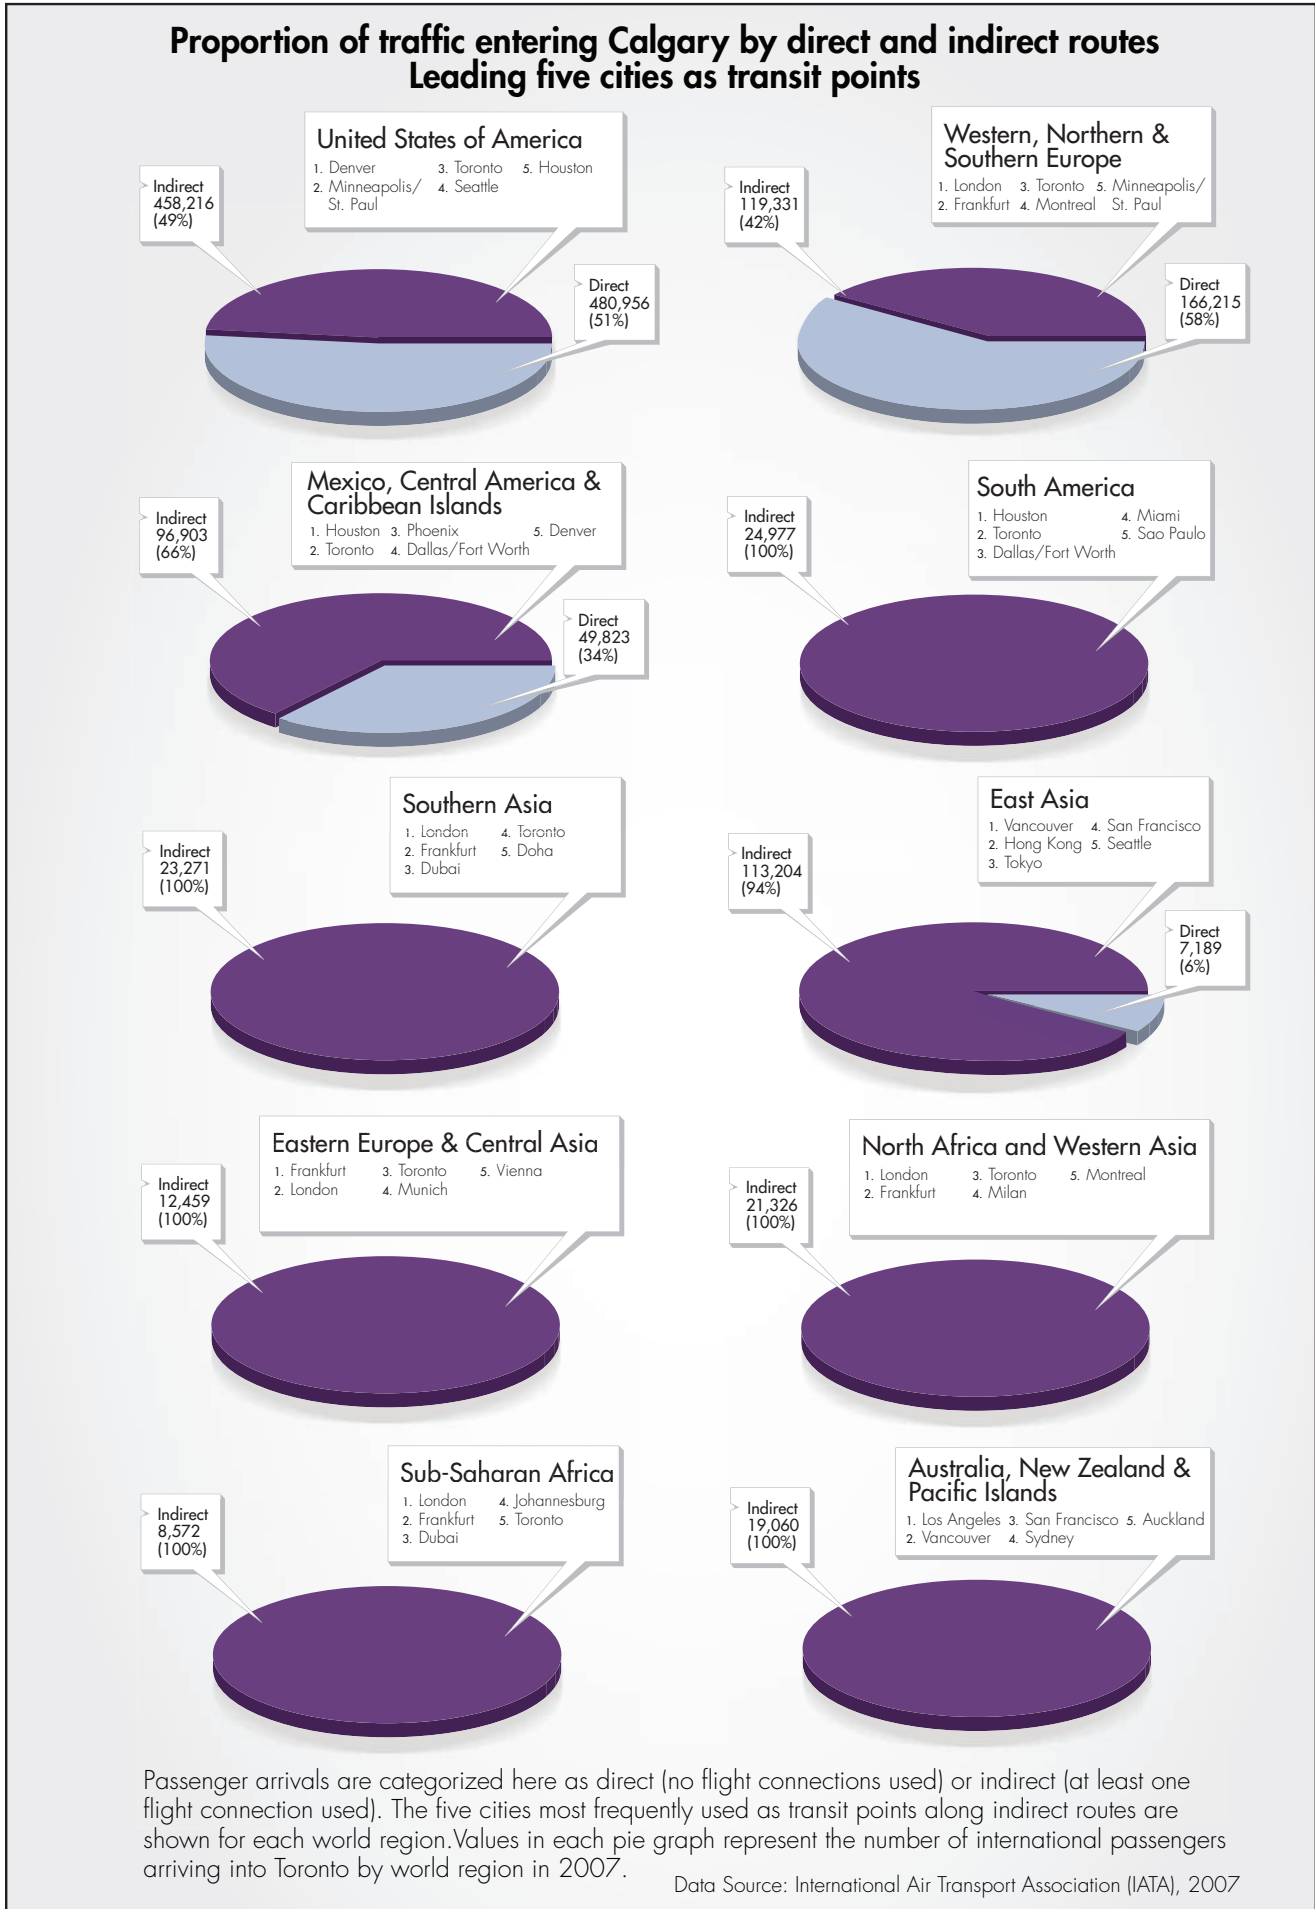 Proportion of traffic entering Calgary by direct and indirect routes
Leading five cities as transit points
United States of America
1. Denver 3. Toronto 5. Houston
2. Minneapolis/ 4. Seattle
St. Paul
Indirect
458,216
(49%)
Direct
480,956
(51%)
Western, Northern &
Southern Europe
1. London 3. Toronto 5. Minneapolis/
2. Frankfurt 4. Montreal St. Paul
Indirect
119,331
(42%)
Direct
166,215
(58%)
Mexico, Central America &
Caribbean Islands
1. Houston 3. Phoenix 5. Denver
2. Toronto 4. Dallas/Fort Worth
Indirect
96,903
(66%)
Direct
49,823
(34%)
South America
1. Houston 4. Miami
2. Toronto 5. Sao Paulo
3. Dallas/Fort Worth
Indirect
24,977
(100%)
Southern Asia
1. London 4. Toronto
2. Frankfurt 5. Doha
3. Dubai
Indirect
23,271
(100%)
East Asia
1. Vancouver 4. San Francisco
2. Hong Kong 5. Seattle
3. Tokyo
Indirect
113,204
(94%)
Direct
7,189
(6%)
Eastern Europe & Central Asia
1. Frankfurt 3. Toronto 5. Vienna
2. London 4. Munich
Indirect
12,459
(100%)
North Africa and Western Asia
1. London 3. Toronto 5. Montreal
2. Frankfurt 4. Milan
Indirect
21,326
(100%)
Sub-Saharan Africa
1. London 4. Johannesburg
2. Frankfurt 5. Toronto
3. Dubai
Indirect
8,572
(100%)
Australia, New Zealand &
Pacific Islands
1. Los Angeles 3. San Francisco 5. Auckland
2. Vancouver 4. Sydney
Indirect
19,060
(100%)
Passenger arrivals are categorized here as direct (no flight connections used) or indirect (at least one
flight connection used). The five cities most frequently used as transit points along indirect routes are
shown for each world region.Values in each pie graph represent the number of international passengers
arriving into Toronto by world region in 2007.
Data Source: International Air Transport Association (IATA), 2007